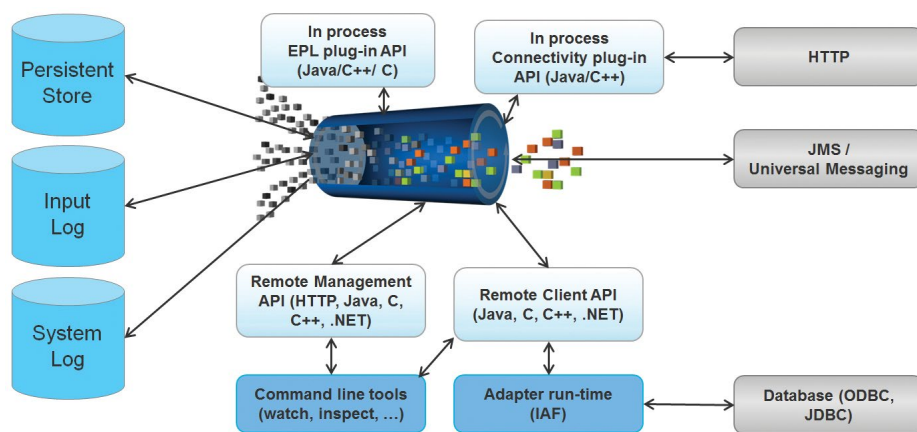 Persistent
Store
Input
Log
System
Log
In process
EPL plug-in API
(Java/C++/ C)
In process
Connectivity plug-in
API (Java/C++)
HTTP
JMS /
Universal Messaging
Remote Management
API (HTTP, Java, C,
C++, .NET)
Remote Client API
(Java, C, C++, .NET)
Command line tools
(watch, inspect, …)
Adapter run-time
(IAF)
Database (ODBC,
JDBC)